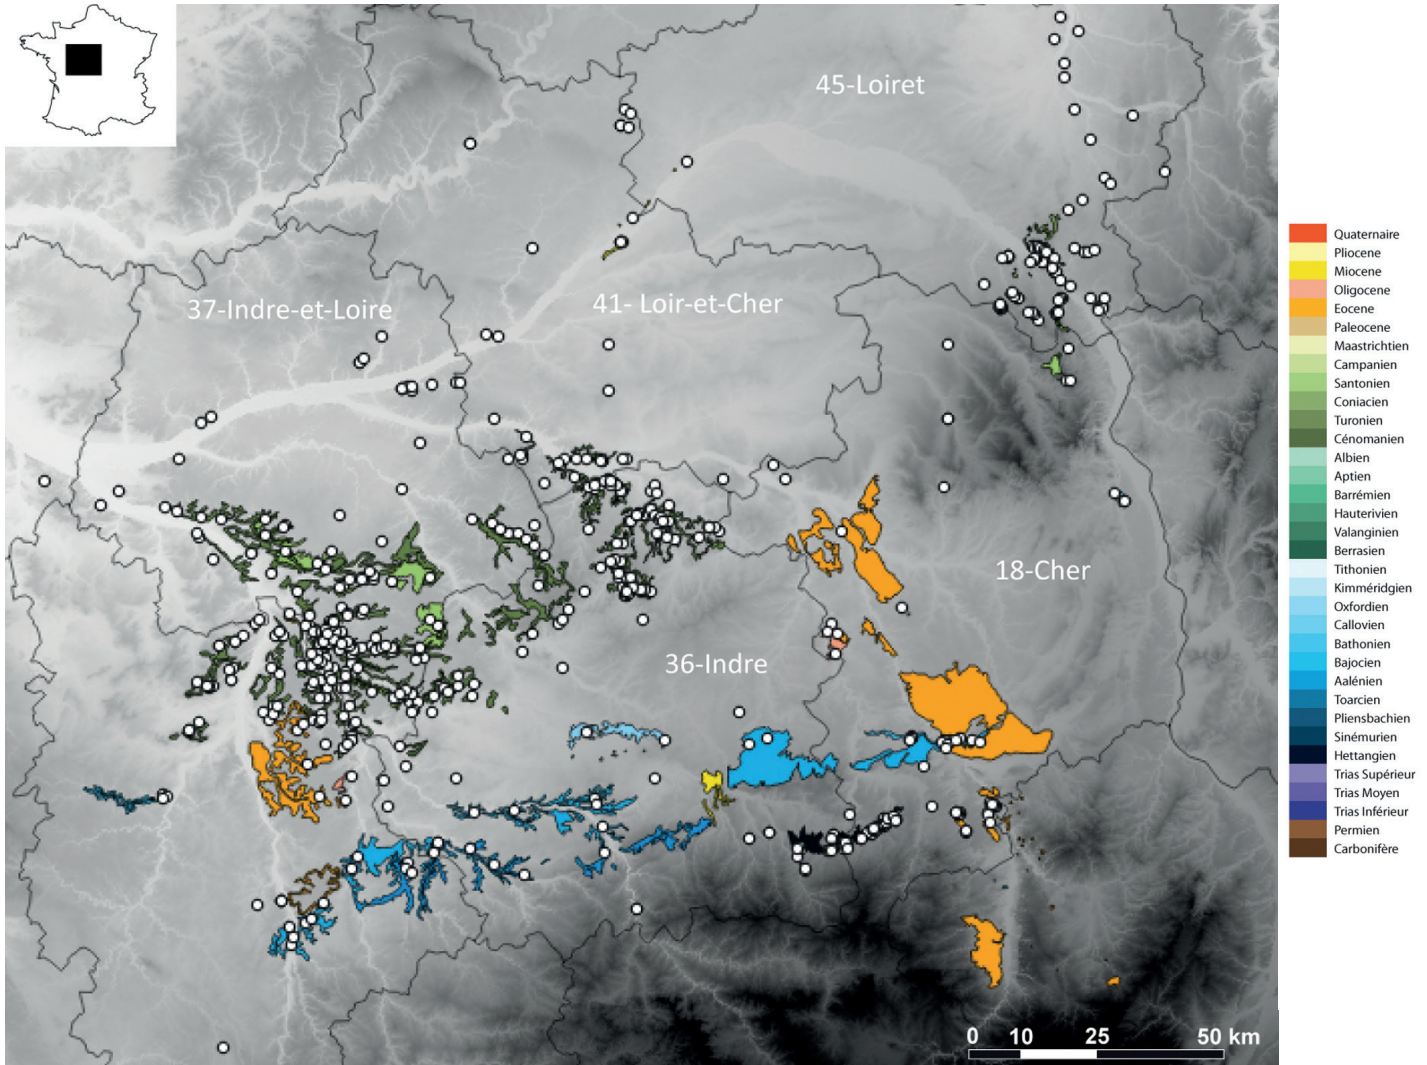 45-Loiret
37-Indre-et-Loire
41- Loir-et-Cher
18-Cher
36-Indre
0 10 25 50 km
Quaternaire
Pliocene
Miocene
Oligocene
Eocene
Paleocene
Maastrichtien
Campanien
Santonien
Coniacien
Turonien
Cénomanien
Albien
Aptien
Barrémien
Hauterivien
Valanginien
Berrasien
Tithonien
Kimméridgien
Oxfordien
Callovien
Bathonien
Bajocien
Aalénien
Toarcien
Pliensbachien
Sinémurien
Hettangien
Trias Supérieur
Trias Moyen
Trias Inférieur
Permien
Carbonifère